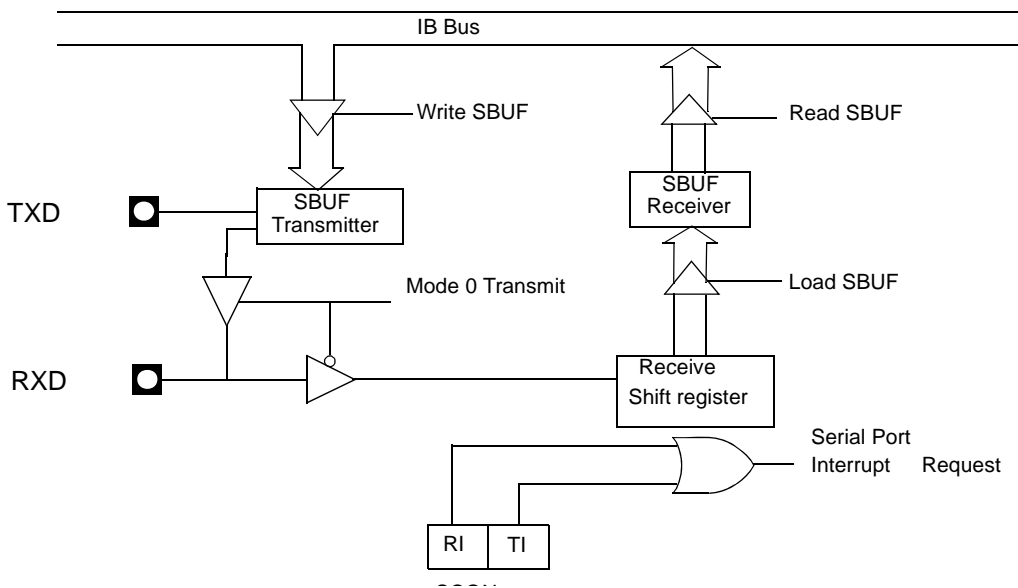 IB Bus
Write SBUF
Read SBUF
TXD
SBUF
Transmitter
SBUF
Receiver
Mode 0 Transmit
Load SBUF
RXD
Receive
Shift register
Serial Port
Interrupt Request
RI
TI